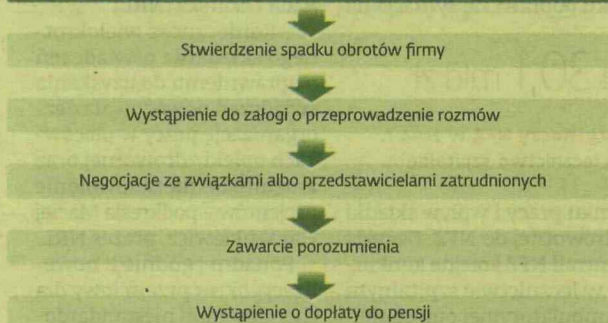 Stwierdzenie spadku obrotów firmy
Wystąpienie do załogi o przeprowadzenie rozmów
Negocjacje ze związkami albo przedstawicielami zatrudnionych
Zawarcie porozumienia
Wystąpienie o dopłaty do pensji